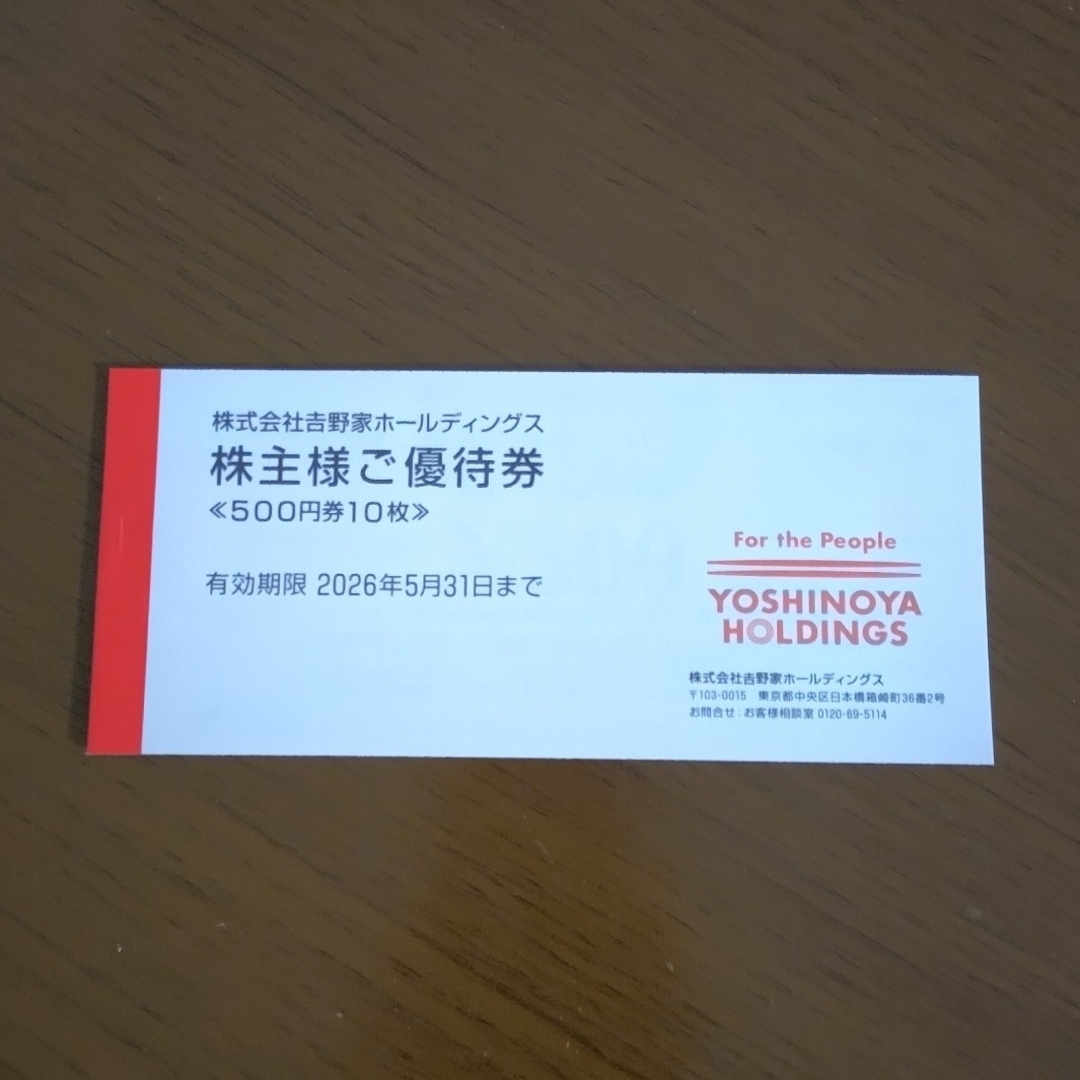 株式会社𠮷野家ホールディングス
株主様ご優待券
≪500円券10枚≫
有効期限 2026年5月31日まで
For the People
YOSHINOYA
HOLDINGS
株式会社𠮷野家ホールディングス
〒103-0015 東京都中央区日本橋箱崎町36番2号
お問合せ:お客様相談室 0120-69-5114